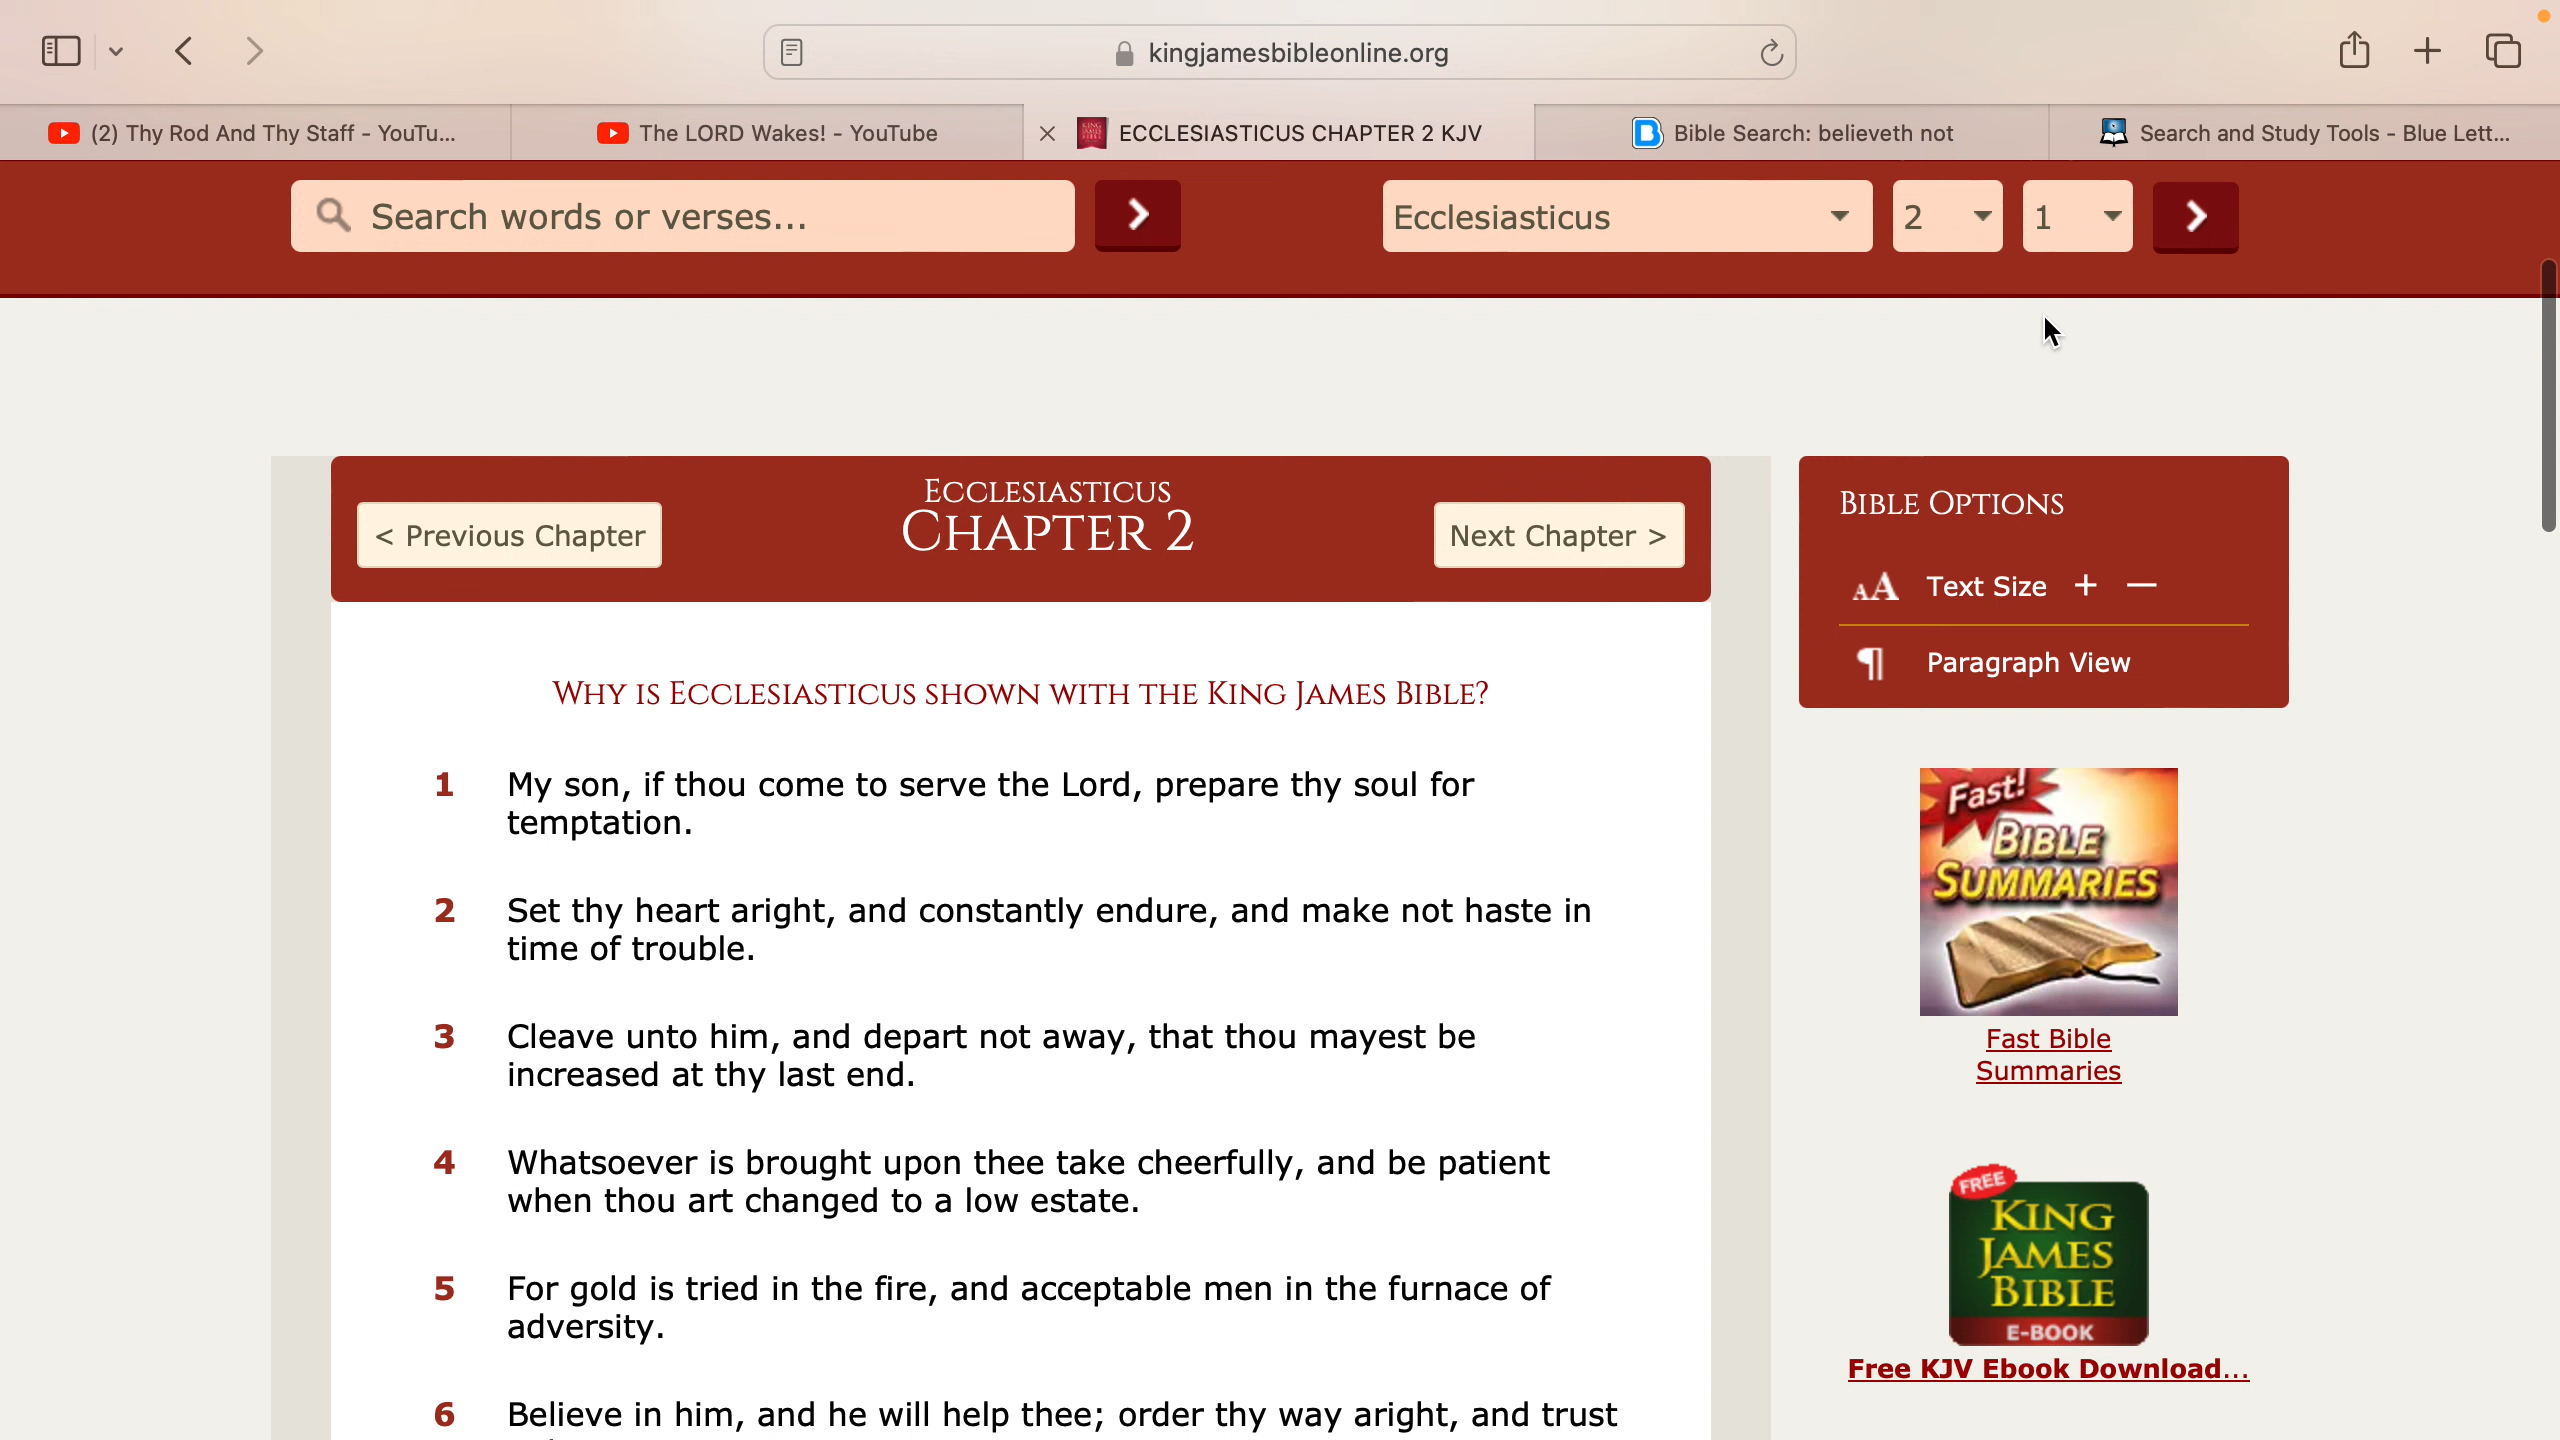 kingjamesbibleonline.org
(2) Thy Rod And Thy Staff - YouTu...
The LORD Wakes! - YouTube
ECCLESIASTICUS CHAPTER 2 KJV
Bible Search: believeth not
Search and Study Tools - Blue Lett...
Search words or verses...
Ecclesiasticus
2
1
ECCLESIASTICUS
CHAPTER 2
< Previous Chapter
Next Chapter >
BIBLE OPTIONS
AA Text Size + —
¶ Paragraph View
WHY IS ECCLESIASTICUS SHOWN WITH THE KING JAMES BIBLE?
1 My son, if thou come to serve the Lord, prepare thy soul for
temptation.
2 Set thy heart aright, and constantly endure, and make not haste in
time of trouble.
3 Cleave unto him, and depart not away, that thou mayest be
increased at thy last end.
4 Whatsoever is brought upon thee take cheerfully, and be patient
when thou art changed to a low estate.
5 For gold is tried in the fire, and acceptable men in the furnace of
adversity.
6 Believe in him, and he will help thee; order thy way aright, and trust
Fast!
BIBLE
SUMMARIES
Fast Bible
Summaries
FREE
KING
JAMES
BIBLE
E-BOOK
Free KJV Ebook Download...